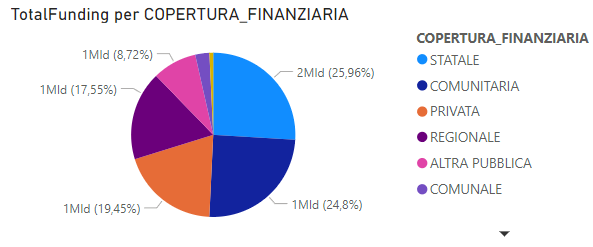 TotalFunding per COPERTURA_FINANZIARIA
1Mld (8,72%)
1Mld (17,55%)
1Mld (19,45%)
2Mld (25,96%)
1Mld (24,8%)
COPERTURA_FINANZIARIA
STATALE
COMUNITARIA
PRIVATA
REGIONALE
ALTRA PUBBLICA
COMUNALE